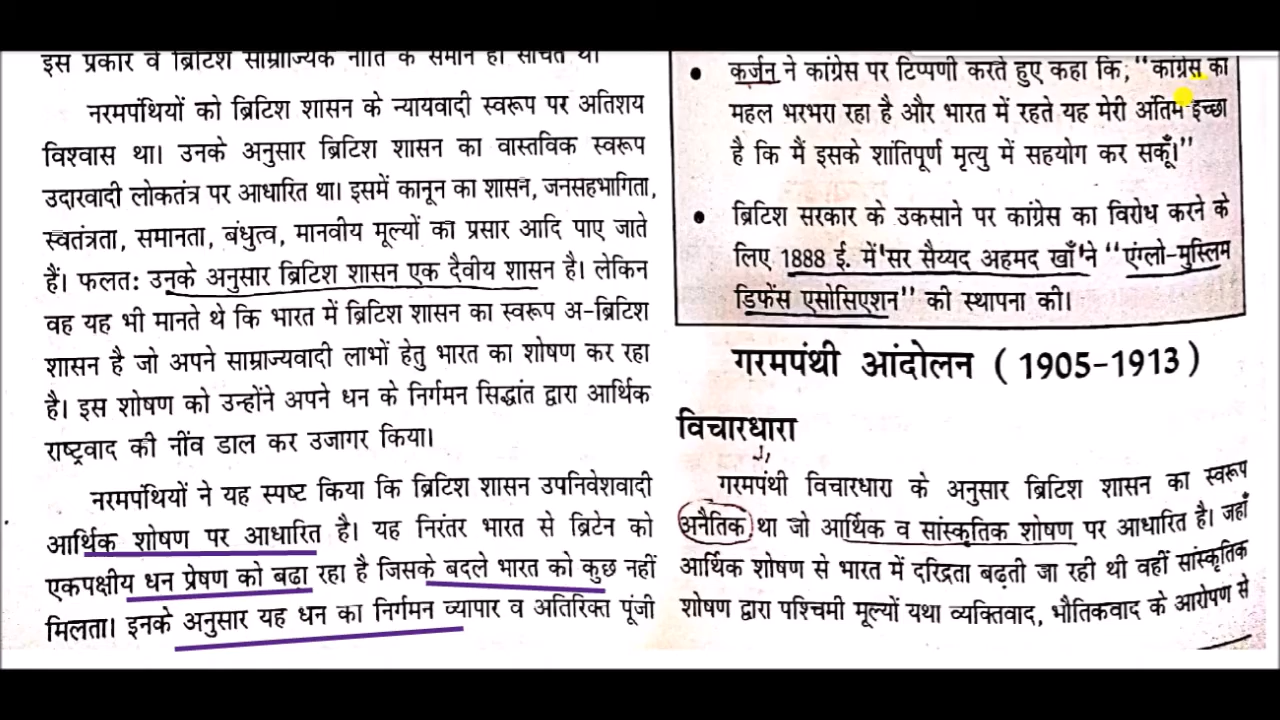 इस प्रकार वे ब्रिटिश साम्राज्यिक नीति के समान ही सोचते थे।
नरमपंथियों को ब्रिटिश शासन के न्यायवादी स्वरूप पर अतिशय
विश्वास था। उनके अनुसार ब्रिटिश शासन का वास्तविक स्वरूप
उदारवादी लोकतंत्र पर आधारित था। इसमें कानून का शासन, जनसहभागिता,
स्वतंत्रता, समानता, बंधुत्व, मानवीय मूल्यों का प्रसार आदि पाए जाते
हैं। फलत: उनके अनुसार ब्रिटिश शासन एक दैवीय शासन है। लेकिन
वह यह भी मानते थे कि भारत में ब्रिटिश शासन का स्वरूप अ-ब्रिटिश
शासन है जो अपने साम्राज्यवादी लाभों हेतु भारत का शोषण कर रहा
है। इस शोषण को उन्होंने अपने धन के निर्गमन सिद्धांत द्वारा आर्थिक
राष्ट्रवाद की नींव डाल कर उजागर किया।
नरमपंथियों ने यह स्पष्ट किया कि ब्रिटिश शासन उपनिवेशवादी
आर्थिक शोषण पर आधारित है। यह निरंतर भारत से ब्रिटेन को
एकपक्षीय धन प्रेषण को बढ़ा रहा है जिसके बदले भारत को कुछ नहीं
मिलता। इनके अनुसार यह धन का निर्गमन व्यापार व अतिरिक्त पूंजी
• कर्जन ने कांग्रेस पर टिप्पणी करते हुए कहा कि, "कांग्रेस का
महल भरभरा रहा है और भारत में रहते यह मेरी अंतिम इच्छा
है कि मैं इसके शांतिपूर्ण मृत्यु में सहयोग कर सकूँ।"
• ब्रिटिश सरकार के उकसाने पर कांग्रेस का विरोध करने के
लिए 1888 ई. में 'सर सैय्यद अहमद खाँ' ने "एंग्लो-मुस्लिम
डिफेंस एसोसिएशन" की स्थापना की।
गरमपंथी आंदोलन ( 1905-1913 )
विचारधारा
गरमपंथी विचारधारा के अनुसार ब्रिटिश शासन का स्वरूप
अनैतिक था जो आर्थिक व सांस्कृतिक शोषण पर आधारित है। जहाँ
आर्थिक शोषण से भारत में दरिद्रता बढ़ती जा रही थी वहीं सांस्कृतिक
शोषण द्वारा पश्चिमी मूल्यों यथा व्यक्तिवाद, भौतिकवाद के आरोपण से